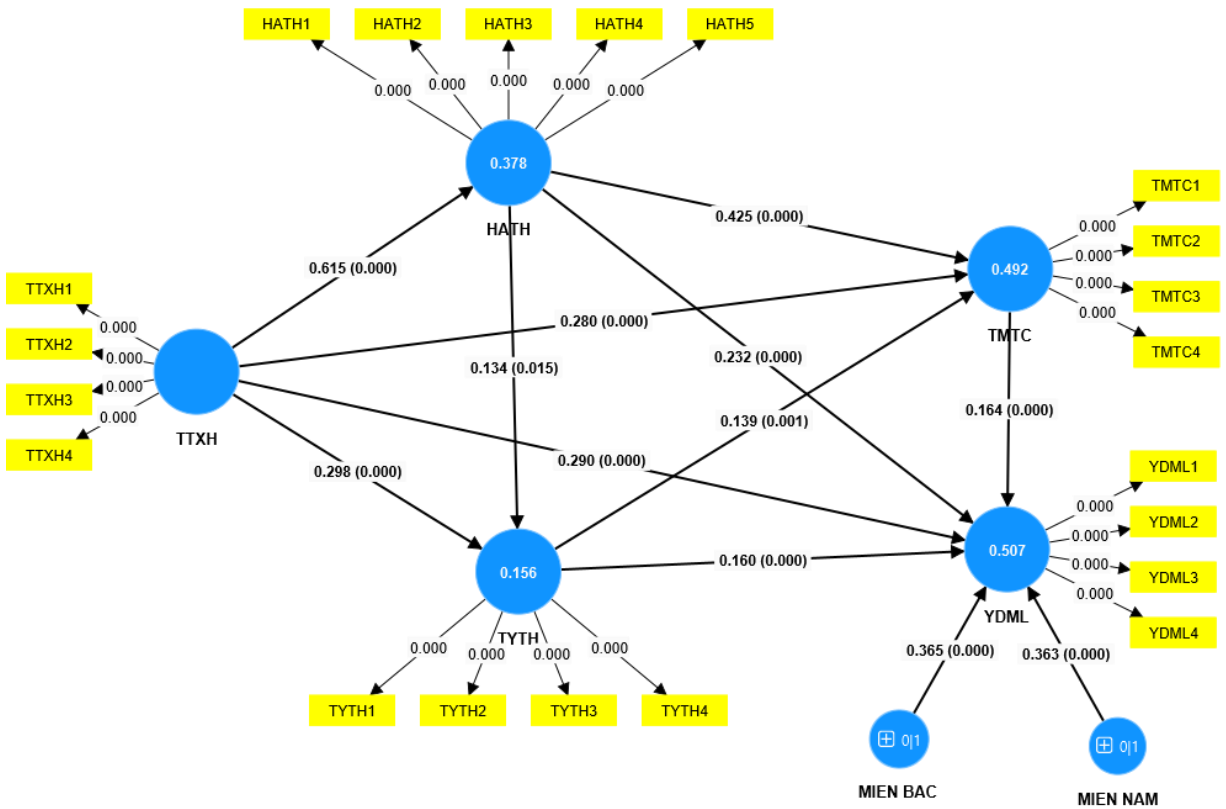 HATH1
HATH2
HATH3
HATH4
HATH5
0.000
0.000
0.000
0.000
0.000
0.378
HATH
TMTC1
TMTC2
TMTC3
TMTC4
0.000
0.000
0.000
0.000
0.492
TMTC
0.425 (0.000)
0.615 (0.000)
0.280 (0.000)
0.134 (0.015)
0.232 (0.000)
0.139 (0.001)
0.164 (0.000)
TTXH1
TTXH2
TTXH3
TTXH4
0.000
0.000
0.000
0.000
TTXH
0.298 (0.000)
0.290 (0.000)
0.160 (0.000)
YDML1
YDML2
YDML3
YDML4
0.000
0.000
0.000
0.000
0.507
YDML
0.156
TYTH
0.000
0.000
0.000
0.000
TYTH1
TYTH2
TYTH3
TYTH4
0.365 (0.000)
0.363 (0.000)
0|1
0|1
MIEN BAC
MIEN NAM